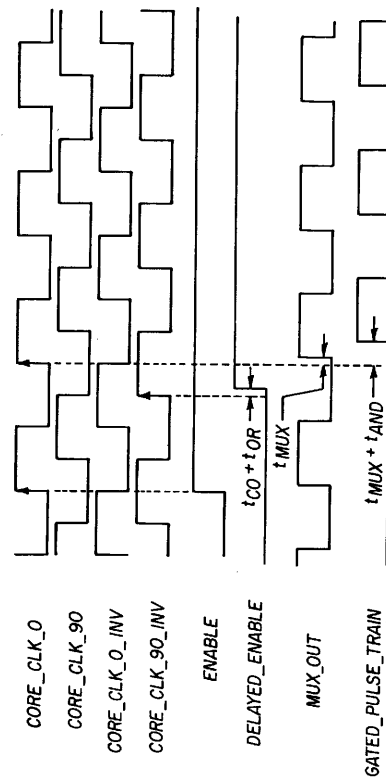 CORE_CLK_0
CORE_CLK_90
CORE_CLK_0_INV
CORE_CLK_90_INV
ENABLE
DELAYED_ENABLE
tCO + tOR
MUX_OUT
tMUX
GATED_PULSE_TRAIN
tMUX + tAND